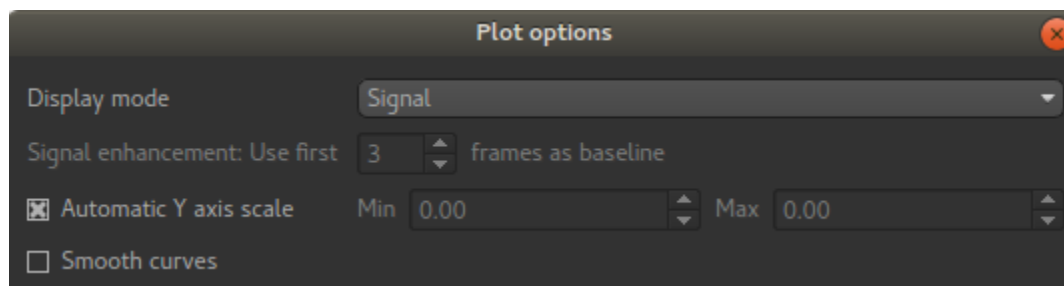 Plot options
Display mode Signal
Signal enhancement: Use first 3 frames as baseline
Automatic Y axis scale Min 0.00 Max 0.00
Smooth curves